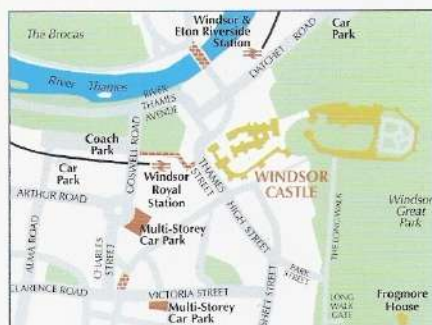 The Brocas
Windsor &
Eton Riverside
Station
Car
Park
DATCHET ROAD
River Thames
RIVER
THAMES
AVENUE
Coach
Park
GOSWELL ROAD
Car
Park
ARTHUR ROAD
Windsor
Royal
Station
THAMES
STREET
WINDSOR
CASTLE
Windsor
Great
Park
THE LONG WALK
HIGH STREET
Multi-Storey
Car Park
ALMA ROAD
CHARLES
STREET
PARK
STREET
CLARENCE ROAD
VICTORIA STREET
STREET
Multi-Storey
Car Park
LONG
WALK
GATE
Frogmore
House